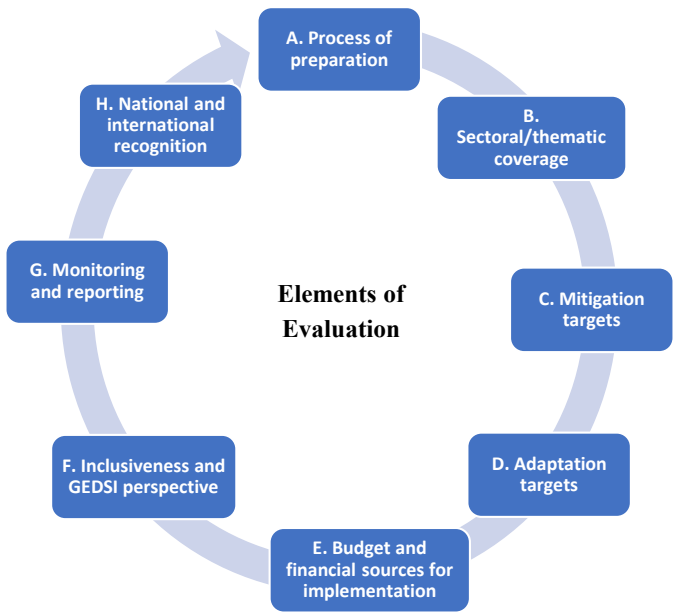 A. Process of
preparation
B.
Sectoral/thematic
coverage
C. Mitigation
targets
D. Adaptation
targets
E. Budget and
financial sources for
implementation
F. Inclusiveness and
GEDSI perspective
G. Monitoring
and reporting
H. National and
international
recognition
Elements of
Evaluation